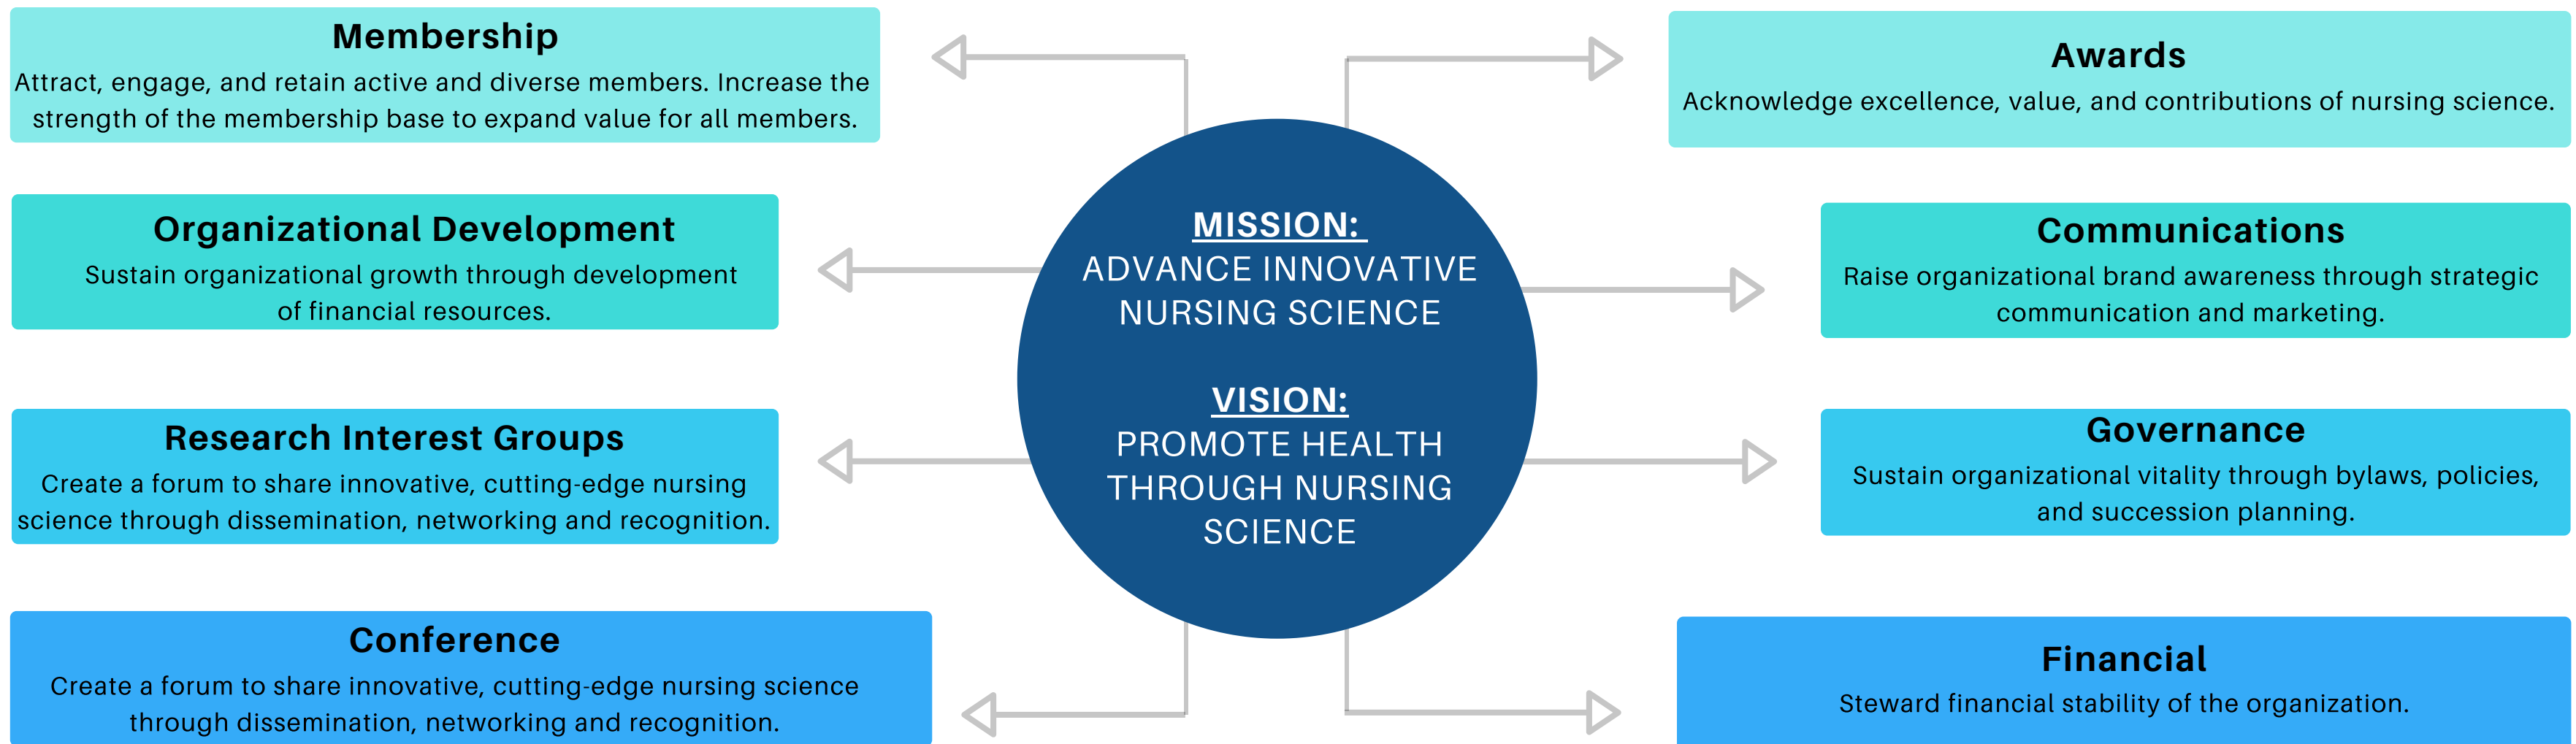 Membership
Attract, engage, and retain active and diverse members. Increase the
strength of the membership base to expand value for all members.
Organizational Development
Sustain organizational growth through development
of financial resources.
Research Interest Groups
Create a forum to share innovative, cutting-edge nursing
science through dissemination, networking and recognition.
Conference
Create a forum to share innovative, cutting-edge nursing science
through dissemination, networking and recognition.
MISSION:
ADVANCE INNOVATIVE
NURSING SCIENCE
VISION:
PROMOTE HEALTH
THROUGH NURSING
SCIENCE
Awards
Acknowledge excellence, value, and contributions of nursing science.
Communications
Raise organizational brand awareness through strategic
communication and marketing.
Governance
Sustain organizational vitality through bylaws, policies,
and succession planning.
Financial
Steward financial stability of the organization.